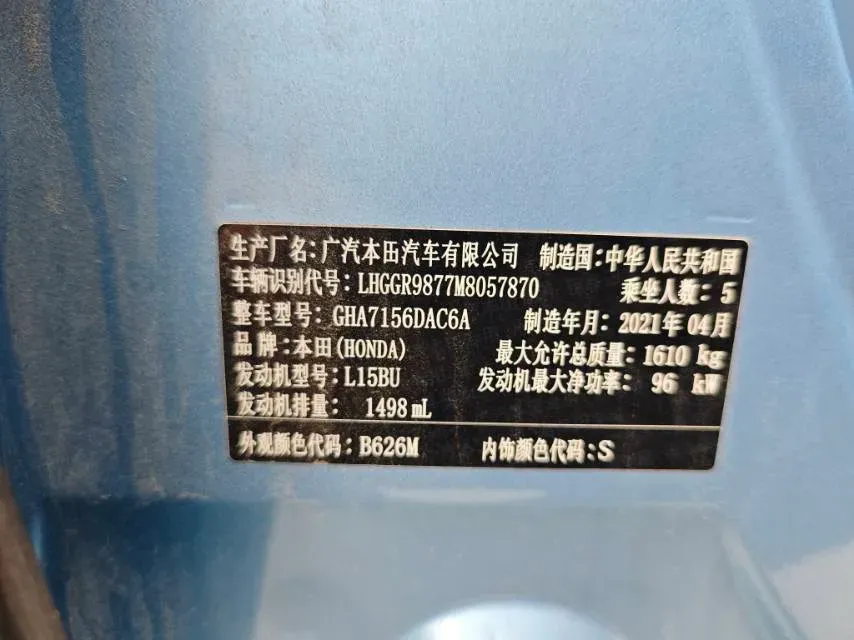 生产厂名：广汽本田汽车有限公司 制造国：中华人民共和国
车辆识别代号：LHGGR9877M8057870 乘坐人数：5
整车型号：GHA7156DAC6A 制造年月：2021年04月
品牌：本田(HONDA) 最大允许总质量：1610 kg
发动机型号：L15BU 发动机最大净功率：96 kW
发动机排量：1498 mL
外观颜色代码：B626M 内饰颜色代码：S